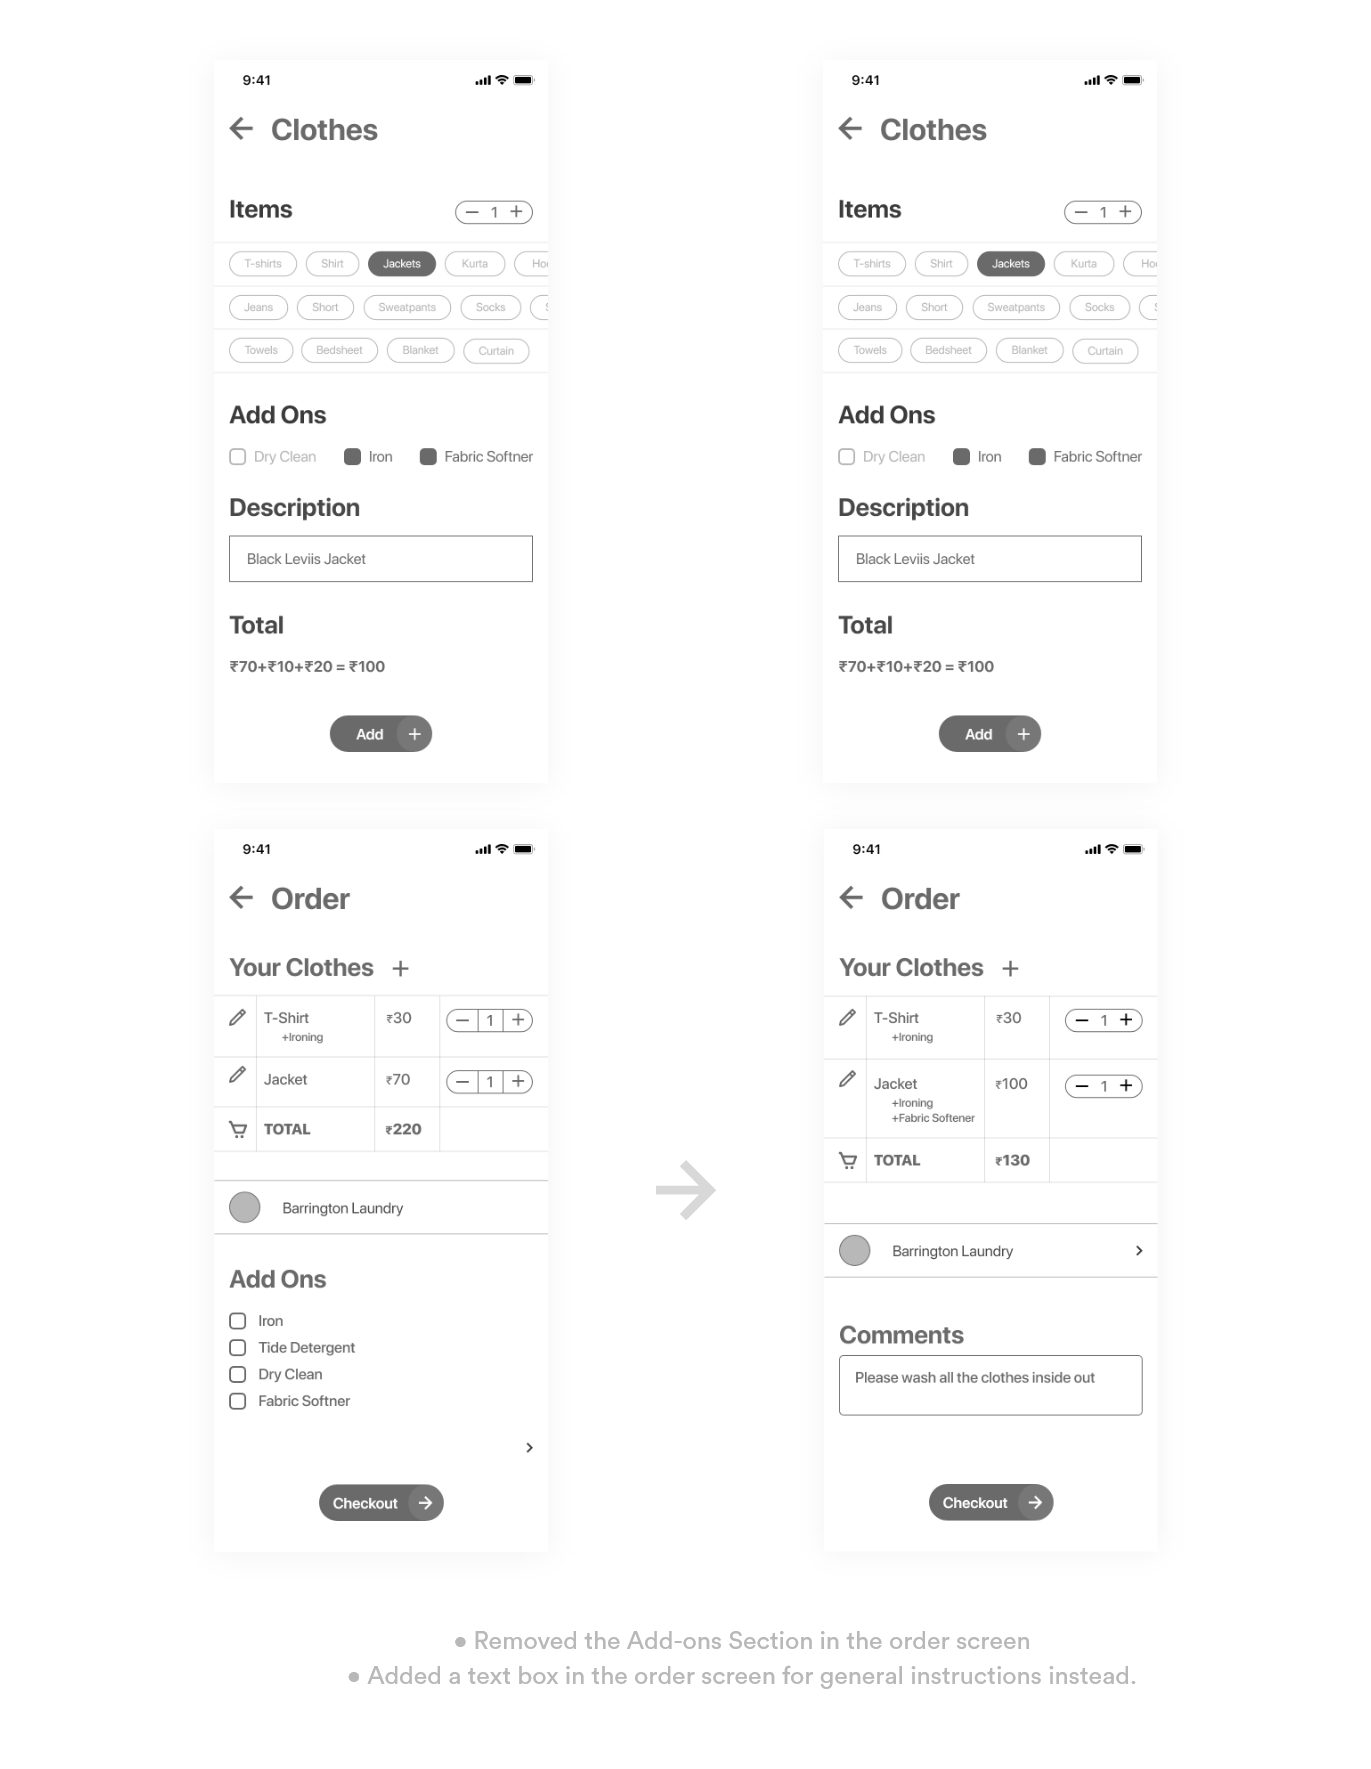 9:41
Clothes
Items
1
T-shirts Shirt Jackets Kurta Ho
Jeans Short Sweatpants Socks
Towels Bedsheet Blanket Curtain
Add Ons
Dry Clean Iron Fabric Softner
Description
Black Leviis Jacket
Total
₹70+₹10+₹20 = ₹100
Add +
9:41
Clothes
Items
1
T-shirts Shirt Jackets Kurta Ho
Jeans Short Sweatpants Socks
Towels Bedsheet Blanket Curtain
Add Ons
Dry Clean Iron Fabric Softner
Description
Black Leviis Jacket
Total
₹70+₹10+₹20 = ₹100
Add +
9:41
Order
Your Clothes +
T-Shirt ₹30 1
+Ironing
Jacket ₹70 1
TOTAL ₹220
Barrington Laundry
Add Ons
Iron
Tide Detergent
Dry Clean
Fabric Softner
Checkout
9:41
Order
Your Clothes +
T-Shirt ₹30 1
+Ironing
Jacket ₹100 1
+Ironing
+Fabric Softener
TOTAL ₹130
Barrington Laundry
Comments
Please wash all the clothes inside out
Checkout
• Removed the Add-ons Section in the order screen
• Added a text box in the order screen for general instructions instead.